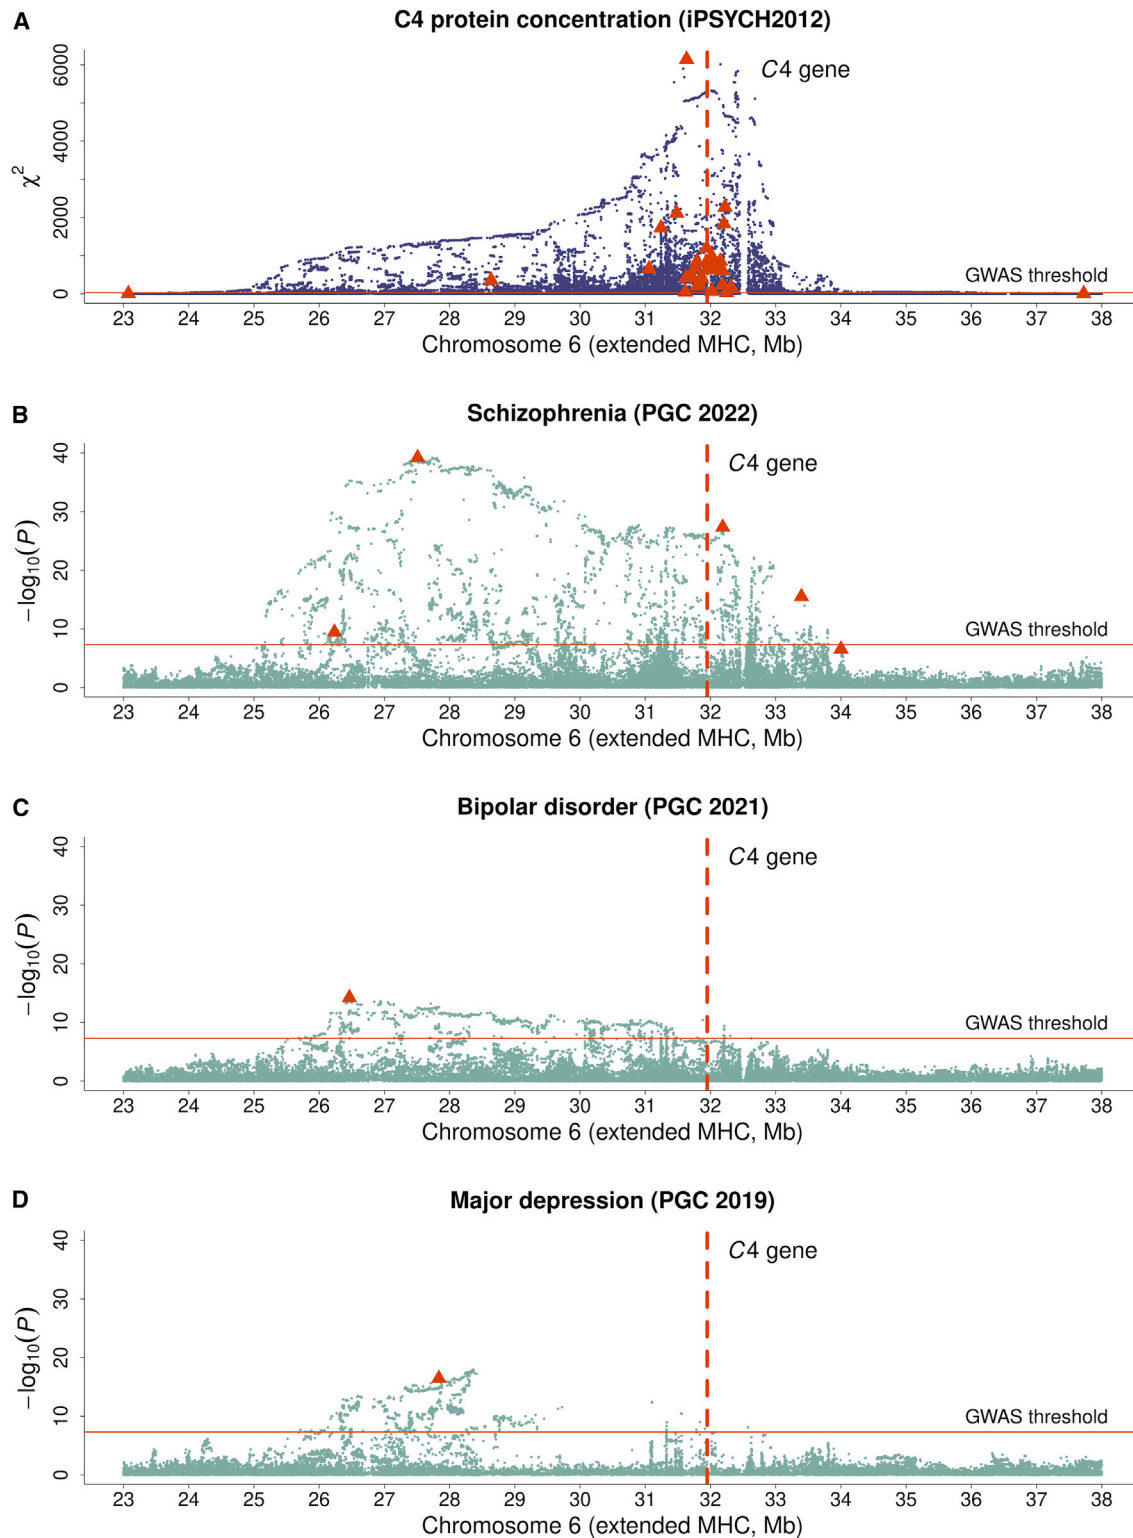 A
C4 protein concentration (iPSYCH2012)
6000
4000
2000
0
χ²
C4 gene
GWAS threshold
23 24 25 26 27 28 29 30 31 32 33 34 35 36 37 38
Chromosome 6 (extended MHC, Mb)
B
Schizophrenia (PGC 2022)
40
30
20
10
0
−log₁₀(P)
C4 gene
GWAS threshold
23 24 25 26 27 28 29 30 31 32 33 34 35 36 37 38
Chromosome 6 (extended MHC, Mb)
C
Bipolar disorder (PGC 2021)
40
30
20
10
0
−log₁₀(P)
C4 gene
GWAS threshold
23 24 25 26 27 28 29 30 31 32 33 34 35 36 37 38
Chromosome 6 (extended MHC, Mb)
D
Major depression (PGC 2019)
40
30
20
10
0
−log₁₀(P)
C4 gene
GWAS threshold
23 24 25 26 27 28 29 30 31 32 33 34 35 36 37 38
Chromosome 6 (extended MHC, Mb)